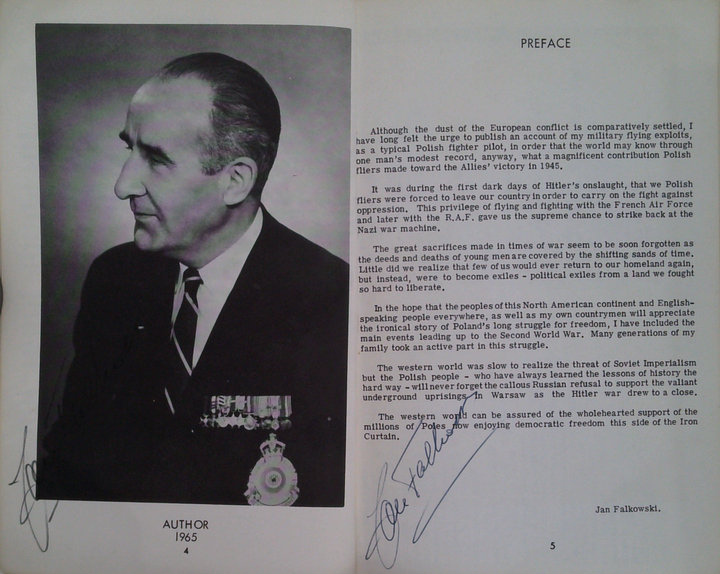 AUTHOR
1965
4
PREFACE
Although the dust of the European conflict is comparatively settled, I
have long felt the urge to publish an account of my military flying exploits,
as a typical Polish fighter pilot, in order that the world may know through
one man's modest record, anyway, what a magnificent contribution Polish
fliers made toward the Allies' victory in 1945.
It was during the first dark days of Hitler's onslaught, that we Polish
fliers were forced to leave our country in order to carry on the fight against
oppression. This privilege of flying and fighting with the French Air Force
and later with the R.A.F. gave us the supreme chance to strike back at the
Nazi war machine.
The great sacrifices made in times of war seem to be soon forgotten as
the deeds and deaths of young men are covered by the shifting sands of time.
Little did we realize that few of us would ever return to our homeland again,
but instead, were to become exiles - political exiles from a land we fought
so hard to liberate.
In the hope that the peoples of this North American continent and English-
speaking people everywhere, as well as my own countrymen will appreciate
the ironical story of Poland's long struggle for freedom, I have included the
main events leading up to the Second World War. Many generations of my
family took an active part in this struggle.
The western world was slow to realize the threat of Soviet Imperialism
but the Polish people - who have always learned the lessons of history the
hard way - will never forget the callous Russian refusal to support the valiant
underground uprisings in Warsaw as the Hitler war drew to a close.
The western world can be assured of the wholehearted support of the
millions of Poles now enjoying democratic freedom this side of the Iron
Curtain.
Jan Falkowski
Jan Falkowski.
5